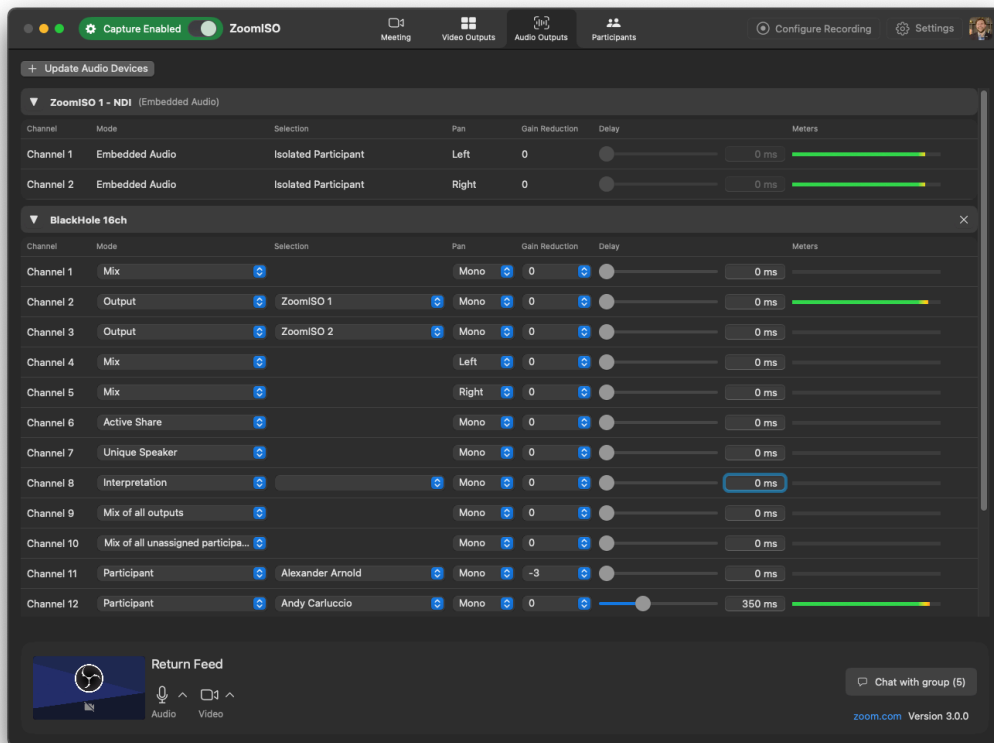 Capture Enabled ZoomISO Meeting Video Outputs Audio Outputs Participants Configure Recording Settings
+ Update Audio Devices
ZoomISO 1 - NDI (Embedded Audio)
Channel Mode Selection Pan Gain Reduction Delay Meters
Channel 1 Embedded Audio Isolated Participant Left 0 0 ms
Channel 2 Embedded Audio Isolated Participant Right 0 0 ms
BlackHole 16ch
Channel Mode Selection Pan Gain Reduction Delay Meters
Channel 1 Mix Mono 0 0 ms
Channel 2 Output ZoomISO 1 Mono 0 0 ms
Channel 3 Output ZoomISO 2 Mono 0 0 ms
Channel 4 Mix Left 0 0 ms
Channel 5 Mix Right 0 0 ms
Channel 6 Active Share Mono 0 0 ms
Channel 7 Unique Speaker Mono 0 0 ms
Channel 8 Interpretation Mono 0 0 ms
Channel 9 Mix of all outputs Mono 0 0 ms
Channel 10 Mix of all unassigned participa... Mono 0 0 ms
Channel 11 Participant Alexander Arnold Mono -3 0 ms
Channel 12 Participant Andy Carluccio Mono 0 350 ms
Return Feed
Audio Video
Chat with group (5)
zoom.com Version 3.0.0